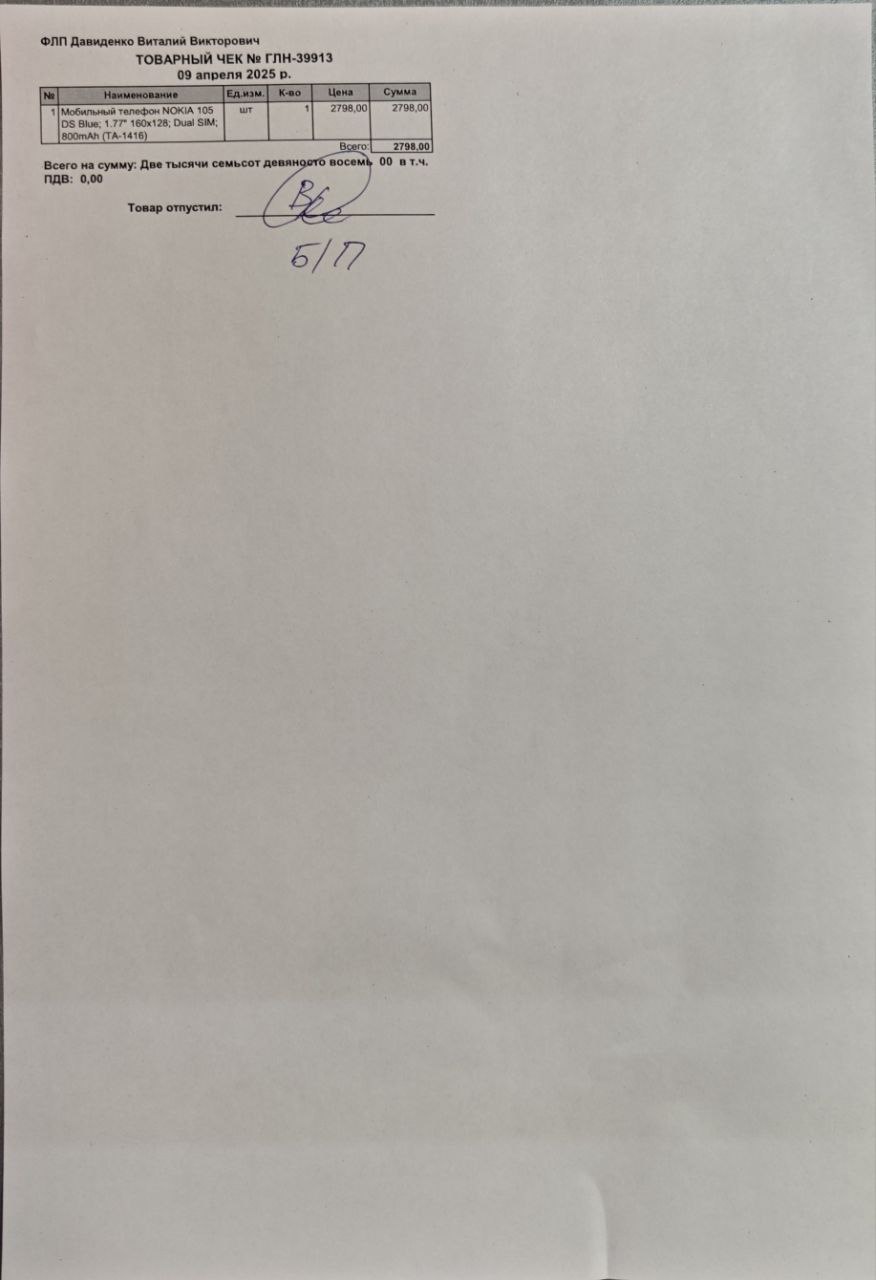 ФЛП Давиденко Виталий Викторович
ТОВАРНЫЙ ЧЕК № ГЛН-39913
09 апреля 2025 р.
№ Наименование Ед.изм. К-во Цена Сумма
1 Мобильный телефон NOKIA 105 шт 1 2798,00 2798,00
DS Blue; 1.77" 160x128; Dual SIM;
800mAh (TA-1416)
Всего: 2798,00
Всего на сумму: Две тысячи семьсот девяносто восемь 00 в т.ч.
ПДВ: 0,00
Товар отпустил:
Б/П